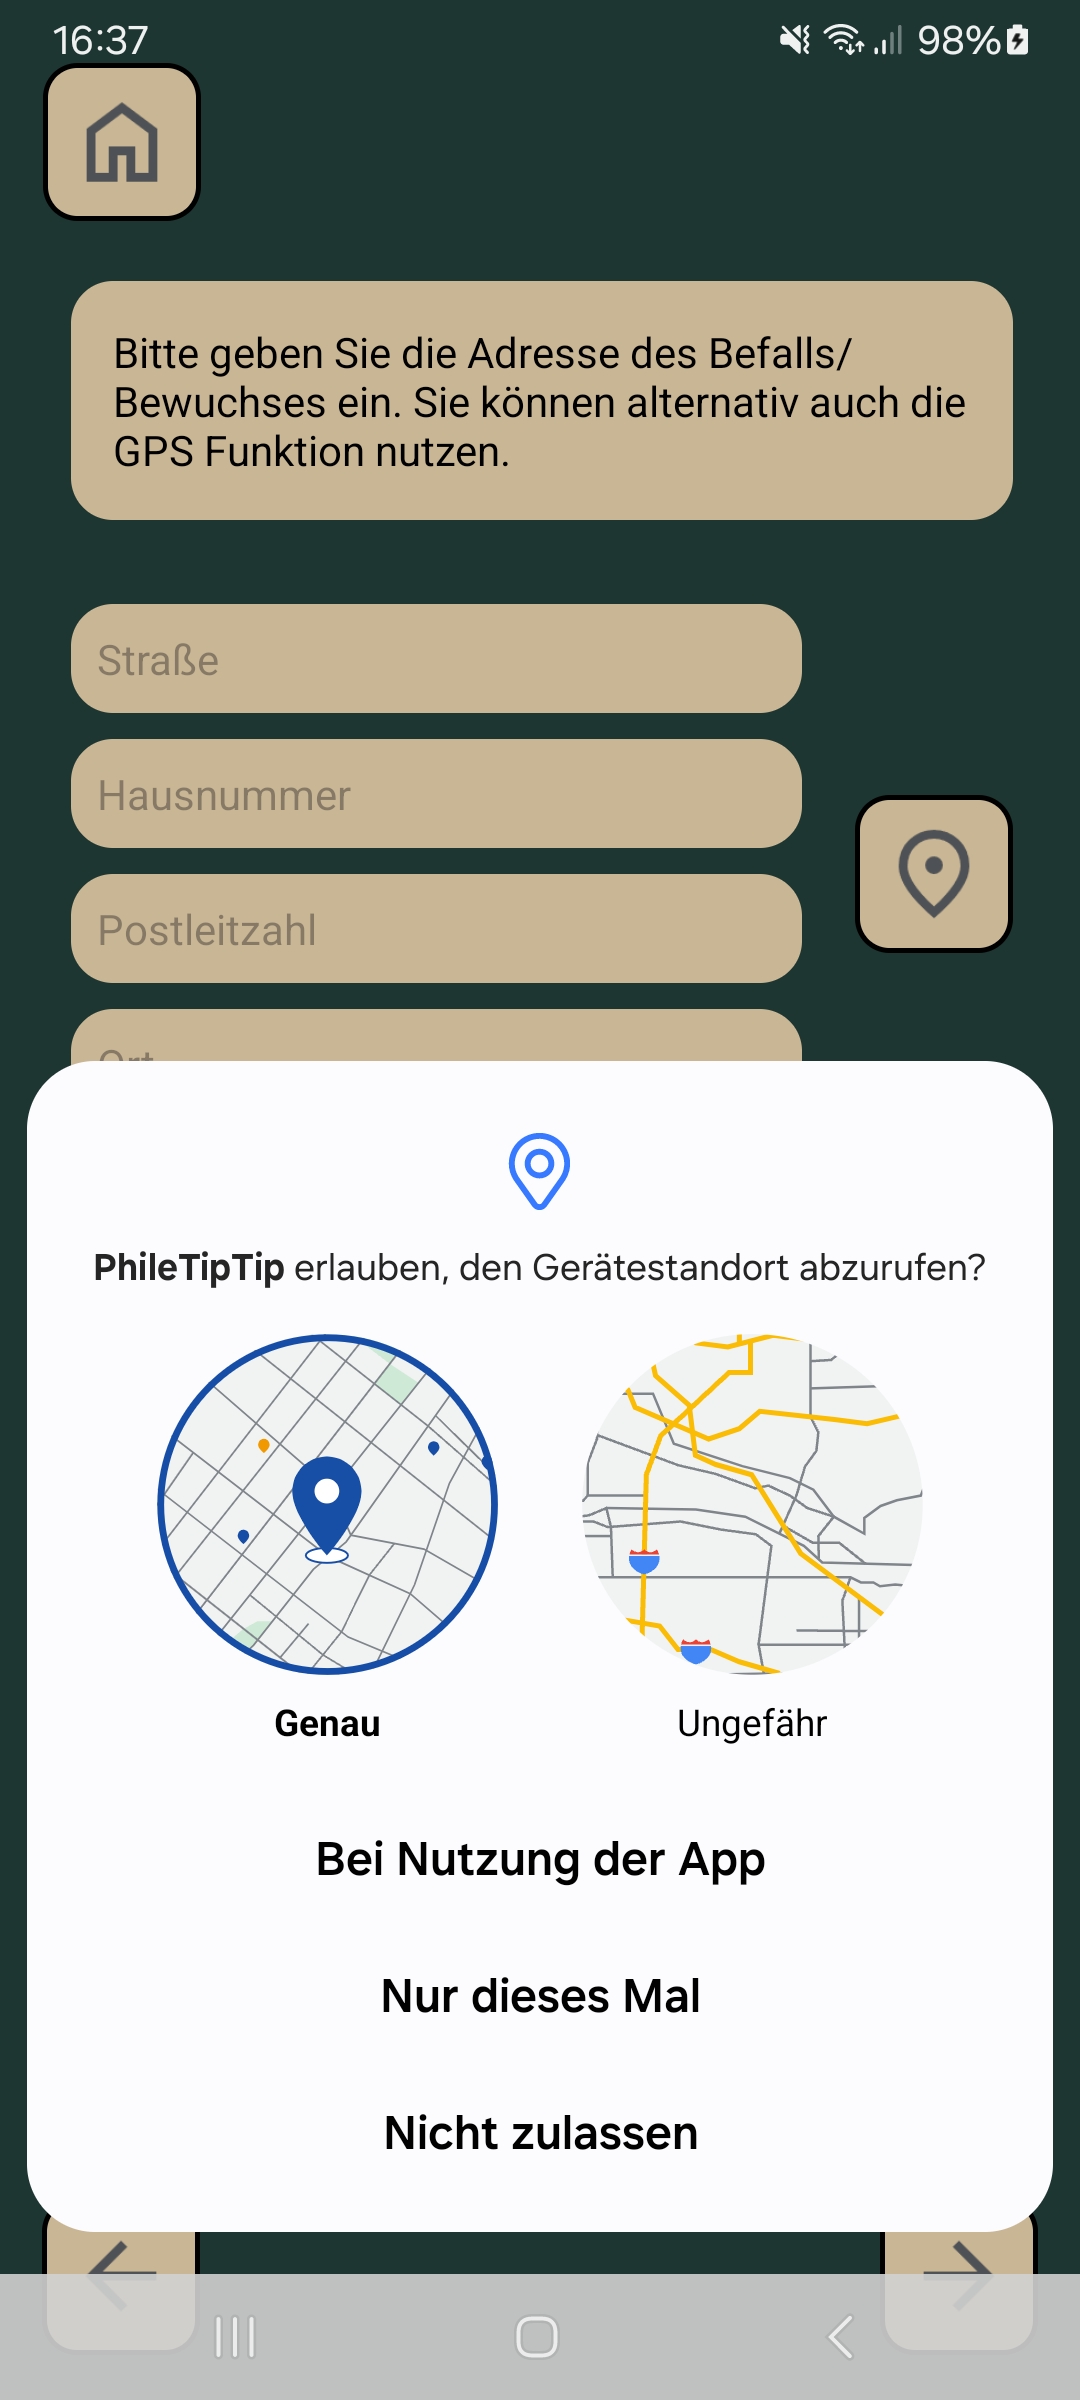 16:37
98%
Bitte geben Sie die Adresse des Befalls/
Bewuchses ein. Sie können alternativ auch die
GPS Funktion nutzen.
Straße
Hausnummer
Postleitzahl
Ort
PhileTipTip erlauben, den Gerätestandort abzurufen?
Genau
Ungefähr
Bei Nutzung der App
Nur dieses Mal
Nicht zulassen